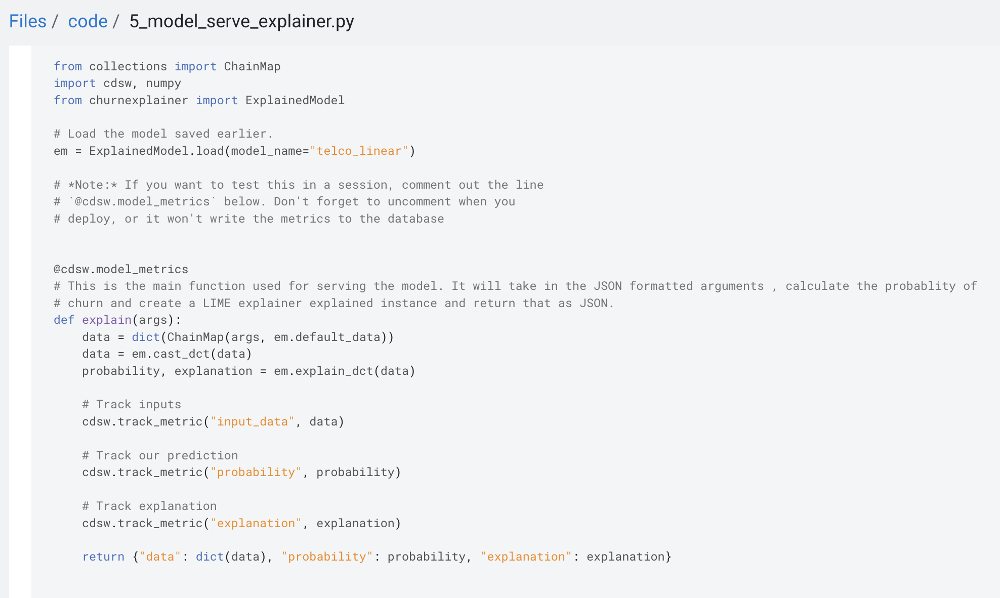 Files / code / 5_model_serve_explainer.py
from collections import ChainMap
import cdsw, numpy
from churnexplainer import ExplainedModel
# Load the model saved earlier.
em = ExplainedModel.load(model_name="telco_linear")
# *Note:* If you want to test this in a session, comment out the line
# `@cdsw.model_metrics` below. Don't forget to uncomment when you
# deploy, or it won't write the metrics to the database
@cdsw.model_metrics
# This is the main function used for serving the model. It will take in the JSON formatted arguments , calculate the probablity of
# churn and create a LIME explainer explained instance and return that as JSON.
def explain(args):
    data = dict(ChainMap(args, em.default_data))
    data = em.cast_dct(data)
    probability, explanation = em.explain_dct(data)
    # Track inputs
    cdsw.track_metric("input_data", data)
    # Track our prediction
    cdsw.track_metric("probability", probability)
    # Track explanation
    cdsw.track_metric("explanation", explanation)
    return {"data": dict(data), "probability": probability, "explanation": explanation}